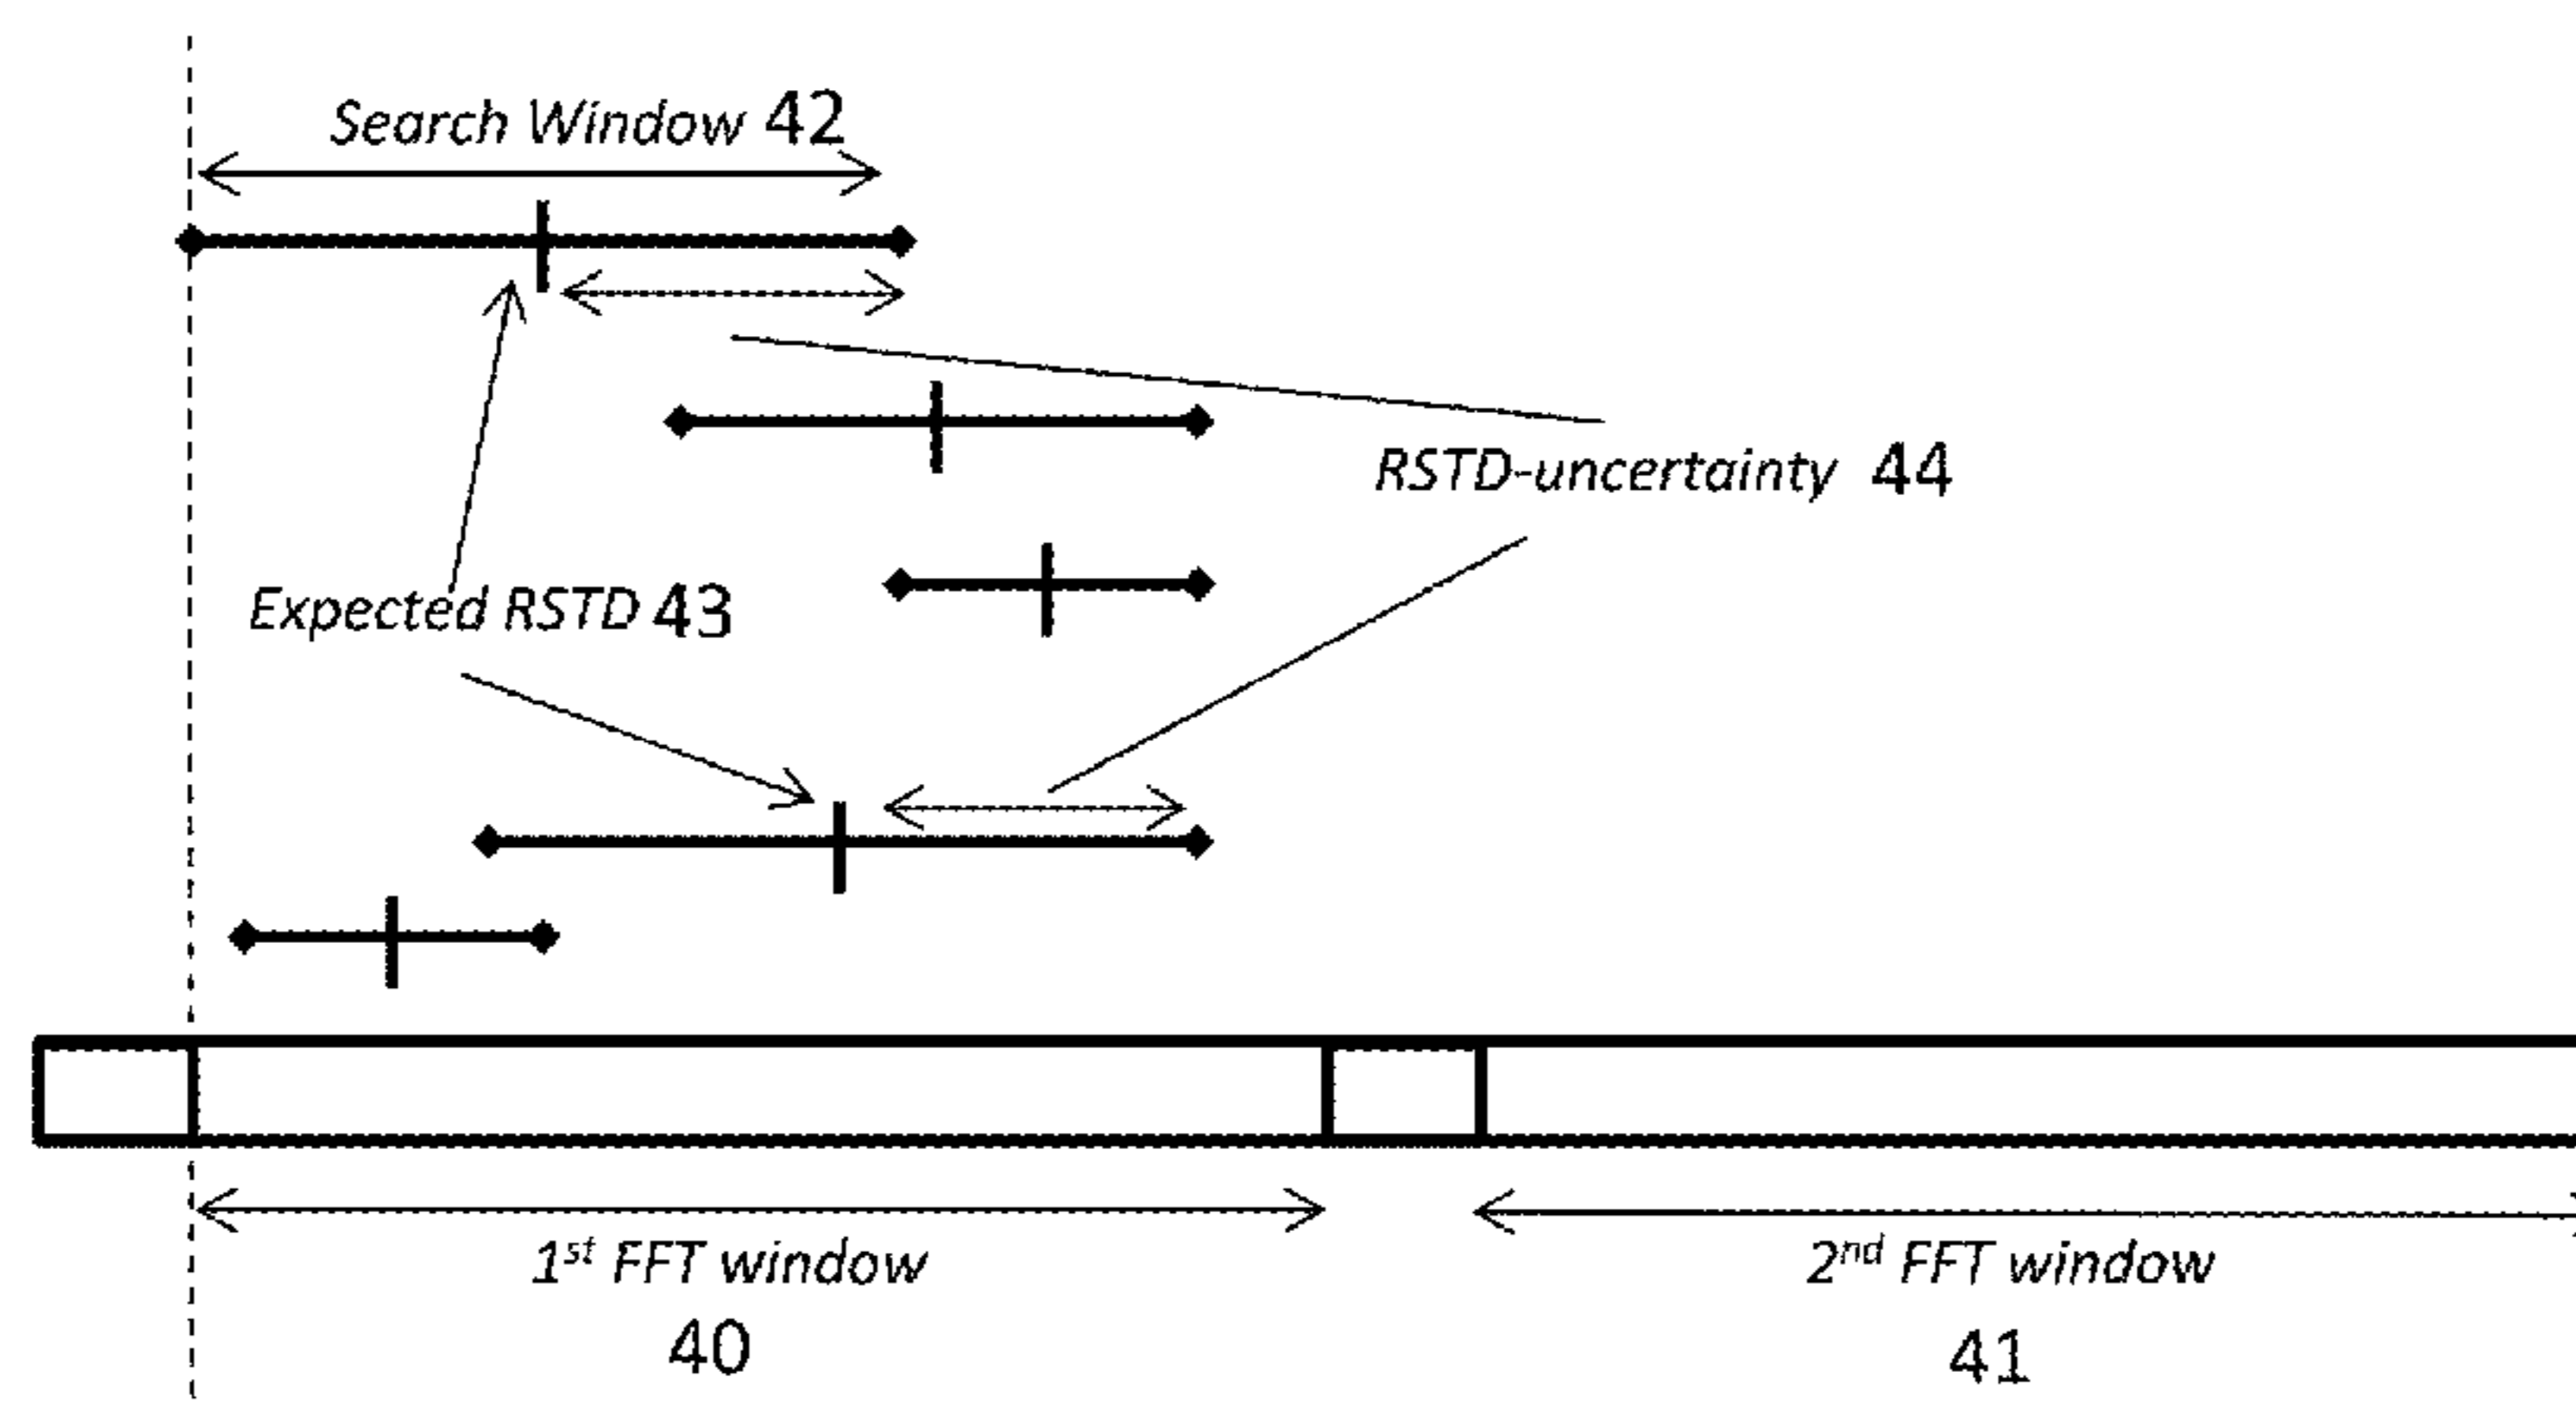 Search Window 42
RSTD-uncertainty 44
Expected RSTD 43
1st FFT window
40
2nd FFT window
41